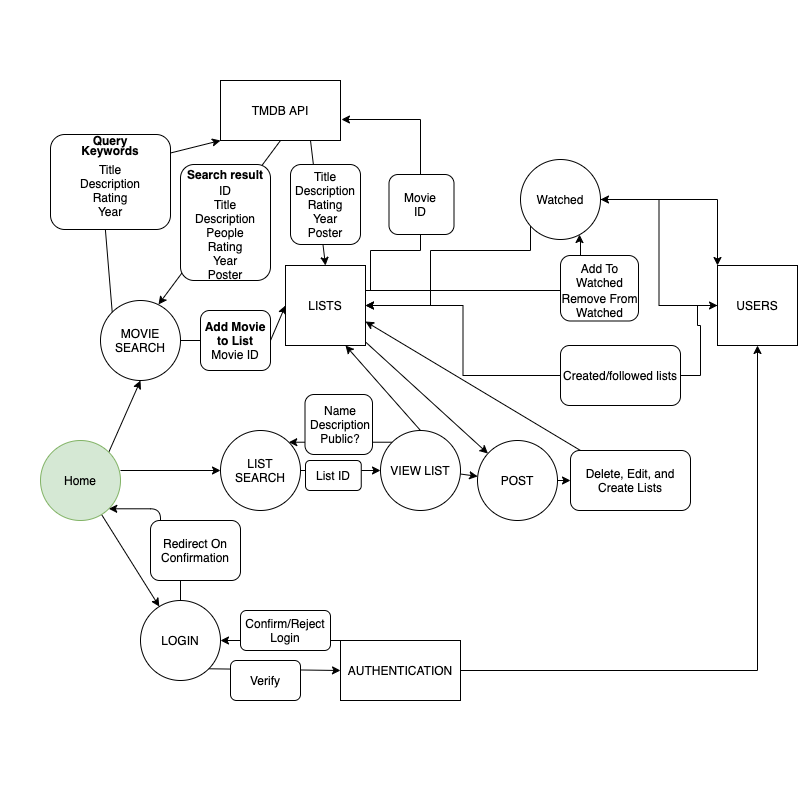 TMDB API
Query
Keywords
Title
Description
Rating
Year
Search result
ID
Title
Description
People
Rating
Year
Poster
Title
Description
Rating
Year
Poster
Movie
ID
Watched
Add To
Watched
Remove From
Watched
LISTS
USERS
MOVIE
SEARCH
Add Movie
to List
Movie ID
Created/followed lists
Name
Description
Public?
Home
LIST
SEARCH
List ID
VIEW LIST
POST
Delete, Edit, and
Create Lists
Redirect On
Confirmation
LOGIN
Confirm/Reject
Login
Verify
AUTHENTICATION